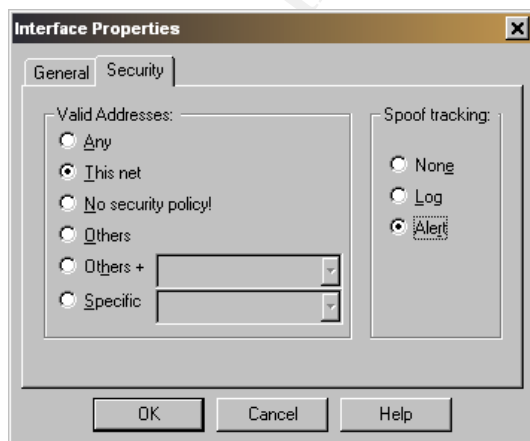 Interface Properties
General
Security
Valid Addresses:
Any
This net
No security policy!
Others
Others +
Specific
Spoof tracking:
None
Log
Alert
OK
Cancel
Help